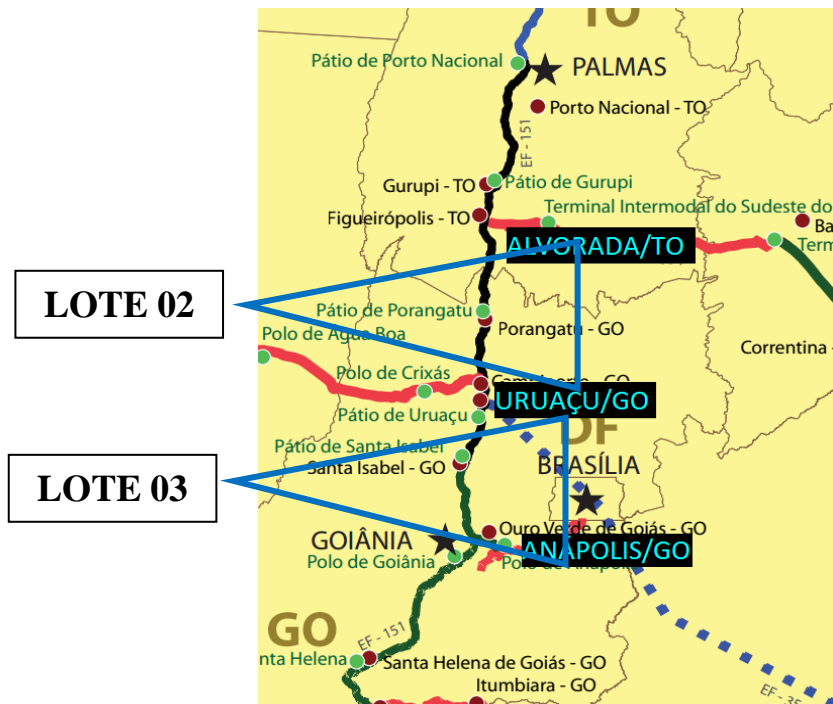 TO
Pátio de Porto Nacional
PALMAS
Porto Nacional - TO
EF - 151
Gurupi - TO
Pátio de Gurupi
Figueirópolis - TO
Terminal Intermodal do Sudeste do
Ba
ALVORADA/TO
Term
LOTE 02
Pátio de Porangatu
Porangatu - GO
Polo de Água Boa
Correntina -
Polo de Crixás
URUAÇU/GO
Pátio de Uruaçu
DF
Pátio de Santa Isabel
BRASÍLIA
Santa Isabel - GO
LOTE 03
Ouro Verde de Goiás - GO
GOIÂNIA
ANÁPOLIS/GO
Polo de Goiânia
GO
EF - 151
nta Helena
Santa Helena de Goiás - GO
Itumbiara - GO